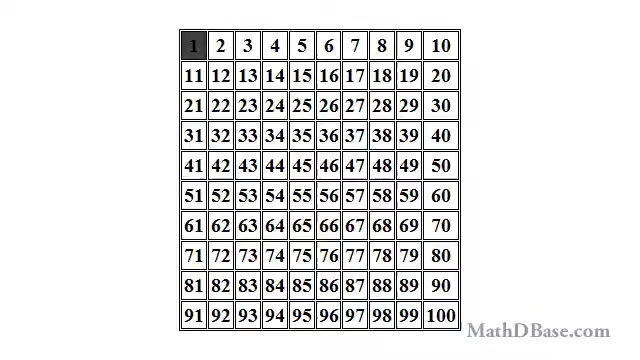 1 2 3 4 5 6 7 8 9 10
11 12 13 14 15 16 17 18 19 20
21 22 23 24 25 26 27 28 29 30
31 32 33 34 35 36 37 38 39 40
41 42 43 44 45 46 47 48 49 50
51 52 53 54 55 56 57 58 59 60
61 62 63 64 65 66 67 68 69 70
71 72 73 74 75 76 77 78 79 80
81 82 83 84 85 86 87 88 89 90
91 92 93 94 95 96 97 98 99 100
MathDBase.com